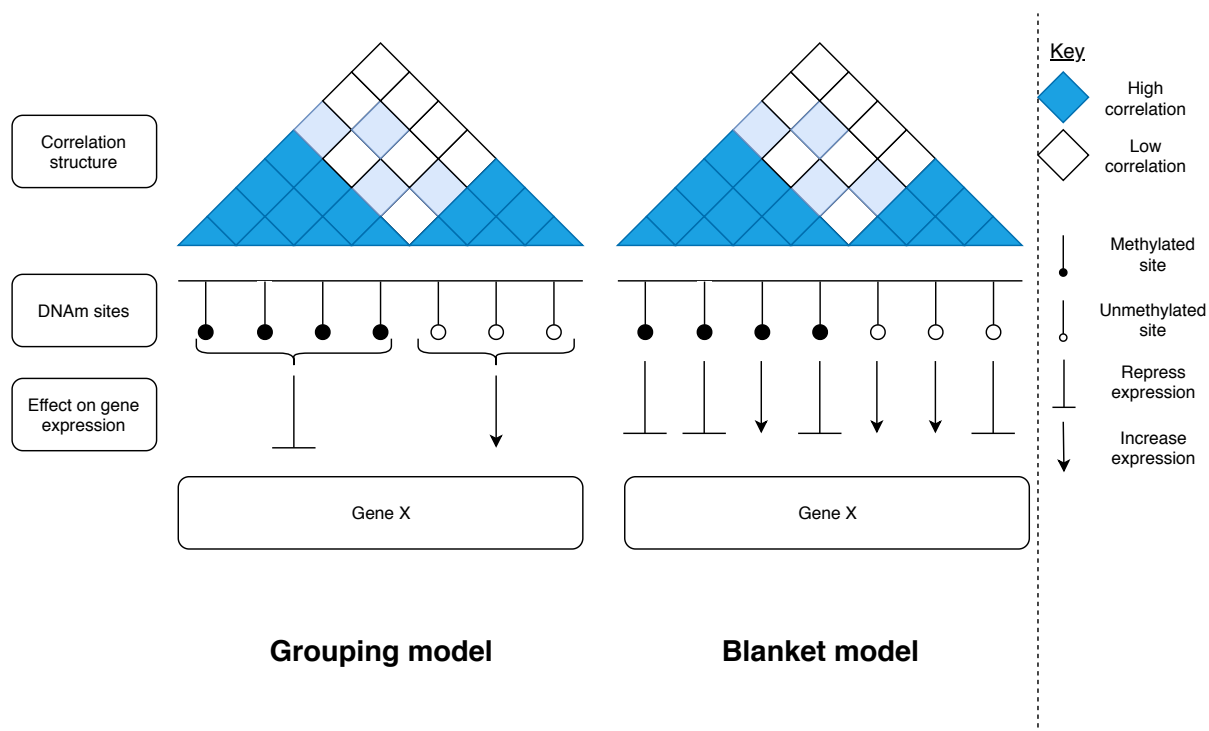 Correlation
structure
DNAm sites
Effect on gene
expression
Gene X
Gene X
Grouping model
Blanket model
Key
High
correlation
Low
correlation
Methylated
site
Unmethylated
site
Repress
expression
Increase
expression